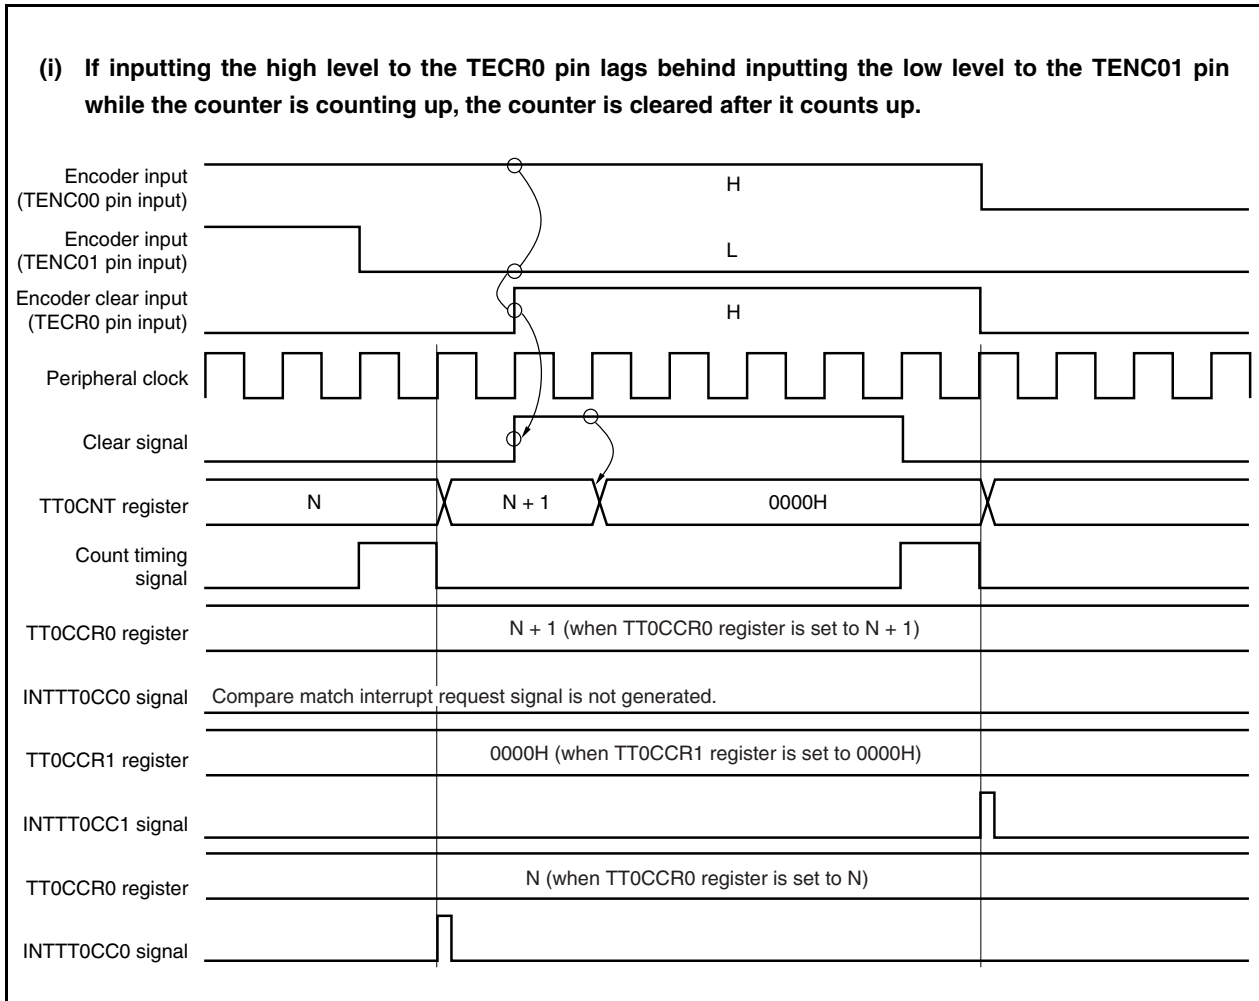 (i) If inputting the high level to the TECR0 pin lags behind inputting the low level to the TENC01 pin
while the counter is counting up, the counter is cleared after it counts up.
Encoder input
(TENC00 pin input)
H
Encoder input
(TENC01 pin input)
L
Encoder clear input
(TECR0 pin input)
H
Peripheral clock
Clear signal
TT0CNT register
N
N + 1
0000H
Count timing
signal
TT0CCR0 register
N + 1 (when TT0CCR0 register is set to N + 1)
INTTT0CC0 signal
Compare match interrupt request signal is not generated.
TT0CCR1 register
0000H (when TT0CCR1 register is set to 0000H)
INTTT0CC1 signal
TT0CCR0 register
N (when TT0CCR0 register is set to N)
INTTT0CC0 signal